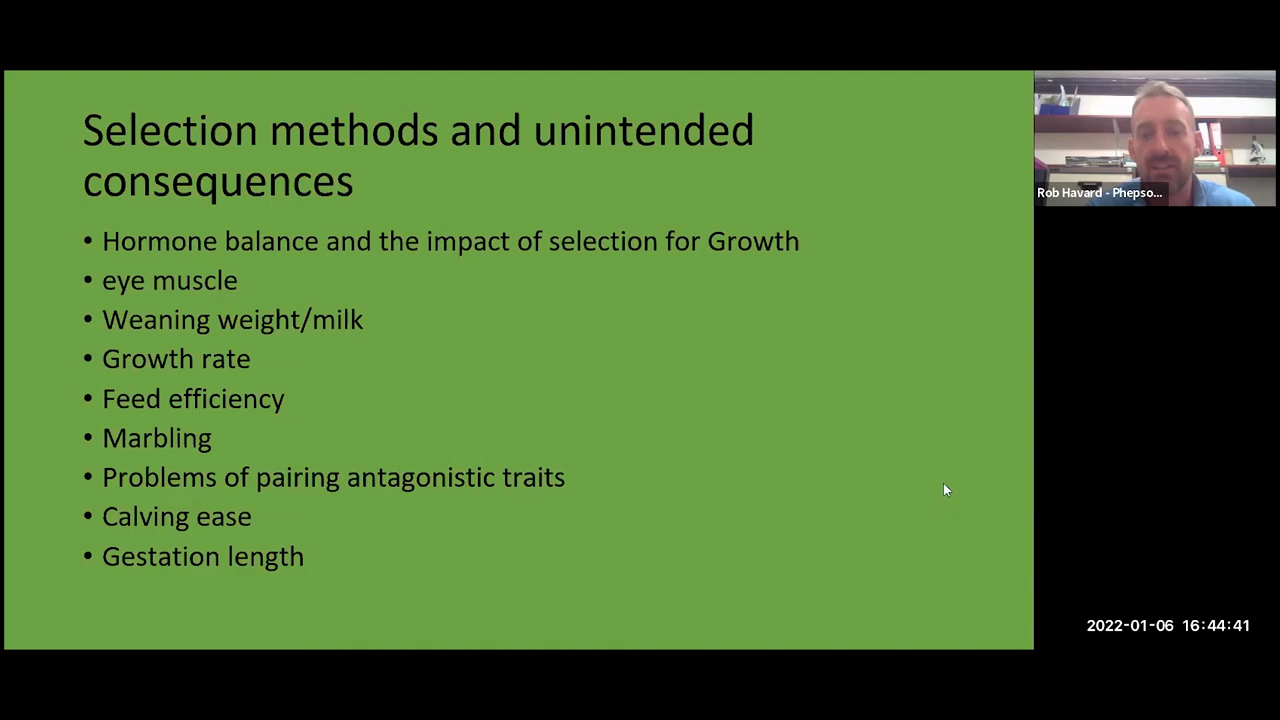 Selection methods and unintended
consequences
• Hormone balance and the impact of selection for Growth
• eye muscle
• Weaning weight/milk
• Growth rate
• Feed efficiency
• Marbling
• Problems of pairing antagonistic traits
• Calving ease
• Gestation length
Rob Havard - Phepso...
2022-01-06 16:44:41